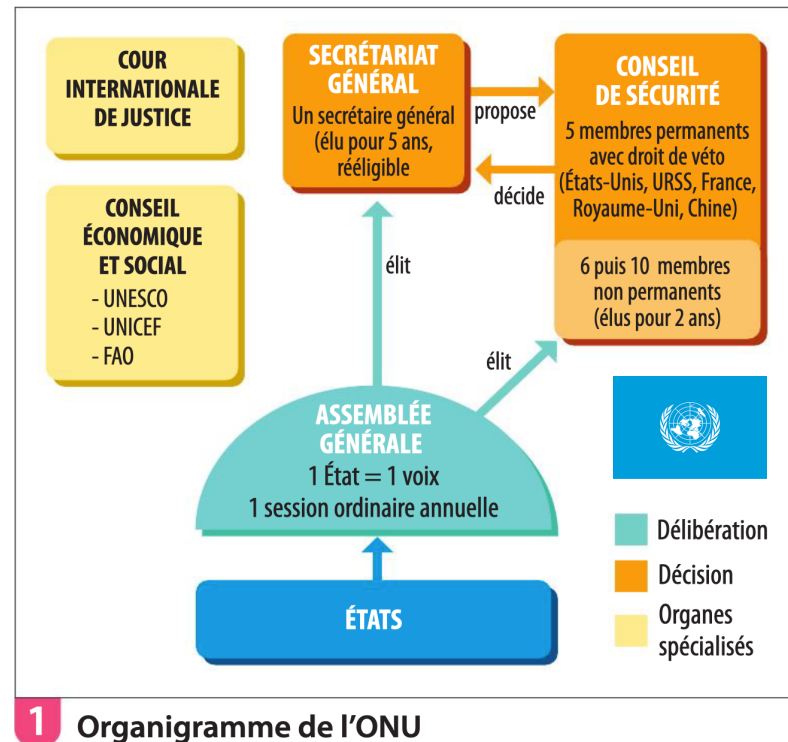 COUR
INTERNATIONALE
DE JUSTICE
CONSEIL
ÉCONOMIQUE
ET SOCIAL
- UNESCO
- UNICEF
- FAO
SECRÉTARIAT
GÉNÉRAL
Un secrétaire général
(élu pour 5 ans,
rééligible
propose
décide
CONSEIL
DE SÉCURITÉ
5 membres permanents
avec droit de véto
(États-Unis, URSS, France,
Royaume-Uni, Chine)
6 puis 10 membres
non permanents
(élus pour 2 ans)
élit
élit
ASSEMBLÉE
GÉNÉRALE
1 État = 1 voix
1 session ordinaire annuelle
ÉTATS
Délibération
Décision
Organes
spécialisés
1 Organigramme de l'ONU